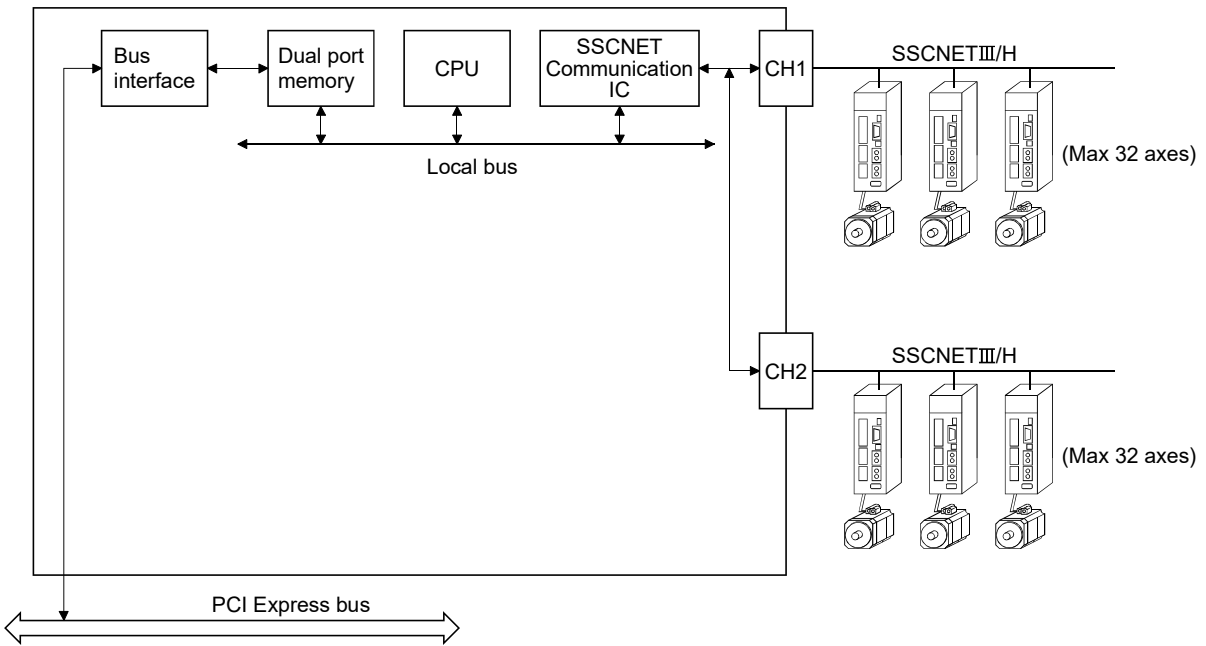 Bus
interface
Dual port
memory
CPU
SSCNET
Communication
IC
CH1
SSCNETⅢ/H
(Max 32 axes)
Local bus
CH2
SSCNETⅢ/H
(Max 32 axes)
PCI Express bus